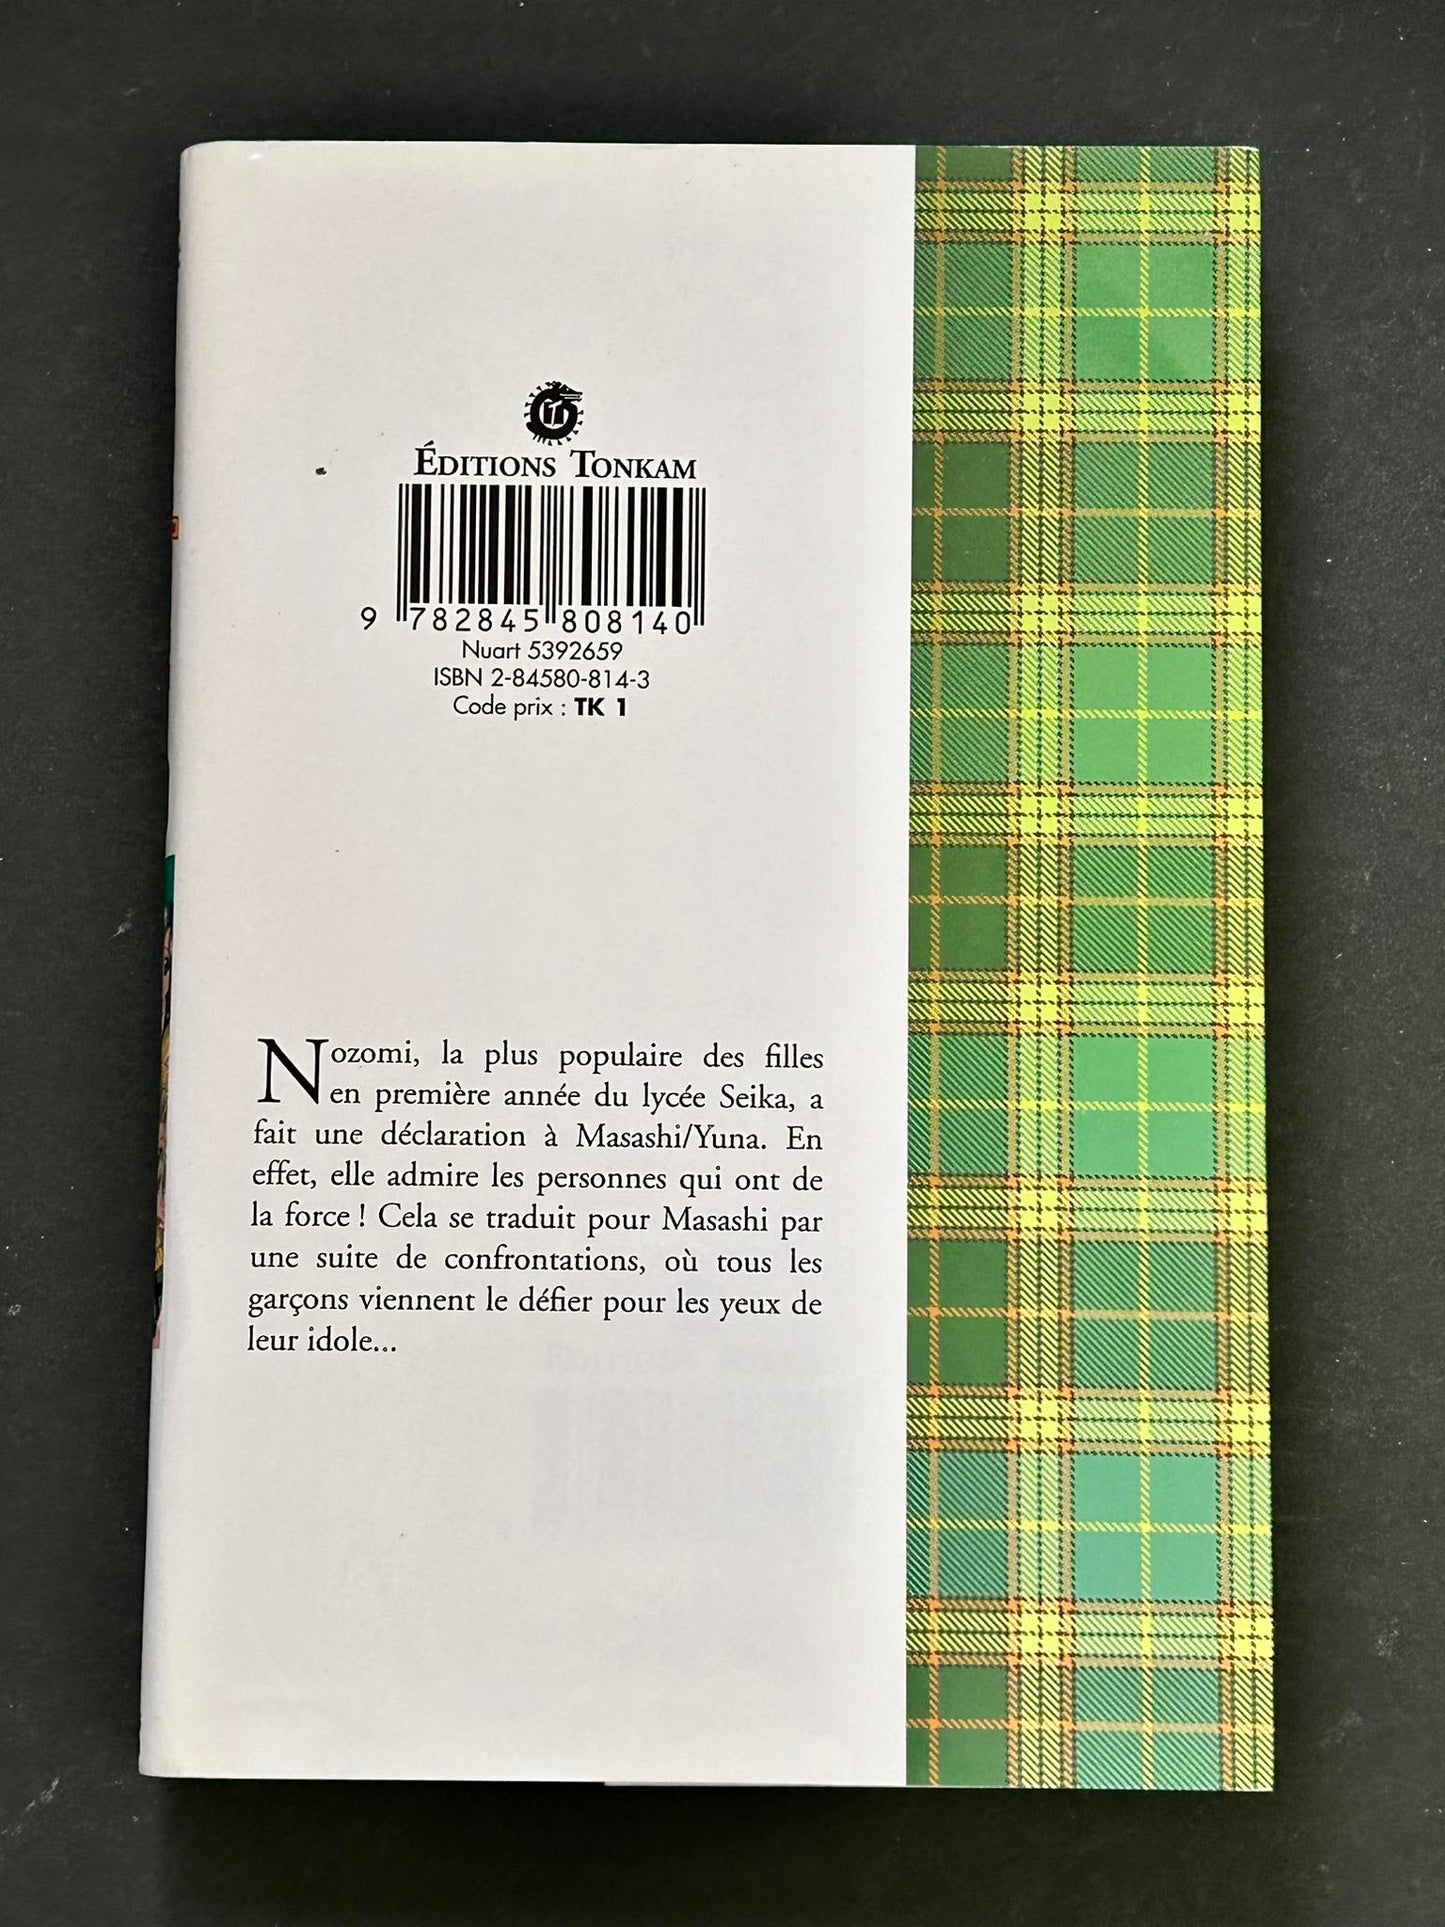 ÉDITIONS TONKAM
9 782845 808140
Nuart 5392659
ISBN 2-84580-814-3
Code prix : TK 1
Nozomi, la plus populaire des filles
en première année du lycée Seika, a
fait une déclaration à Masashi/Yuna. En
effet, elle admire les personnes qui ont de
la force ! Cela se traduit pour Masashi par
une suite de confrontations, où tous les
garçons viennent le défier pour les yeux de
leur idole...